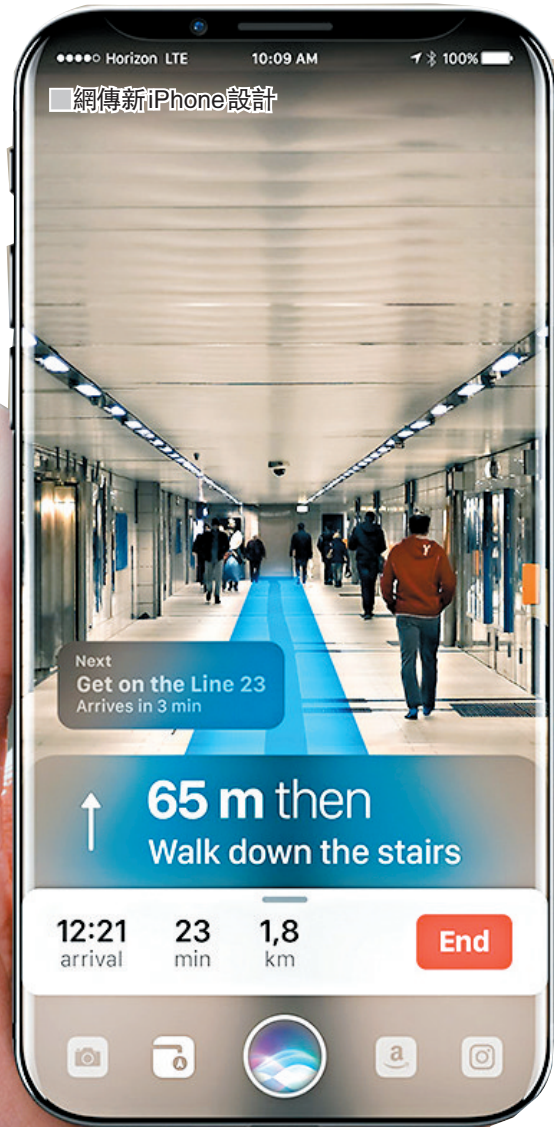 Horizon LTE 10:09 AM 100%
網傳新iPhone設計
Next
Get on the Line 23
Arrives in 3 min
65 m then
Walk down the stairs
12:21 23 1,8
arrival min km
End